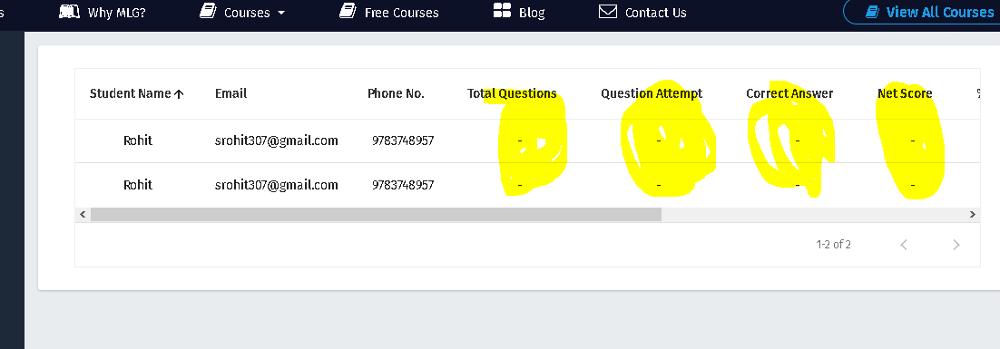 s Why MLG? Courses Free Courses Blog Contact Us View All Courses
Student Name Email Phone No. Total Questions Question Attempt Correct Answer Net Score %
Rohit srohit307@gmail.com 9783748957 - - - -
Rohit srohit307@gmail.com 9783748957 - - - -
1-2 of 2